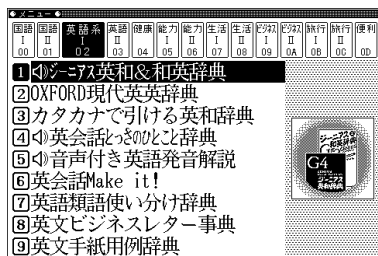 メニュー
国語 国語 英語系 英語 健康 能力 能力 生活 生活 ビジネス ビジネス 旅行 旅行 便利
I II I II I II I II I II I II
00 01 02 03 04 05 06 07 08 09 0A 0B 0C 0D
1 ジーニアス英和&和英辞典
2 OXFORD現代英英辞典
3 カタカナで引ける英和辞典
4 英会話とっさのひとこと辞典
5 音声付き英語発音解説
6 英会話Make it!
7 英語類語使い分け辞典
8 英文ビジネスレター事典
9 英文手紙用例辞典
ジーニアス
G4
ジーニアス
英和辞典